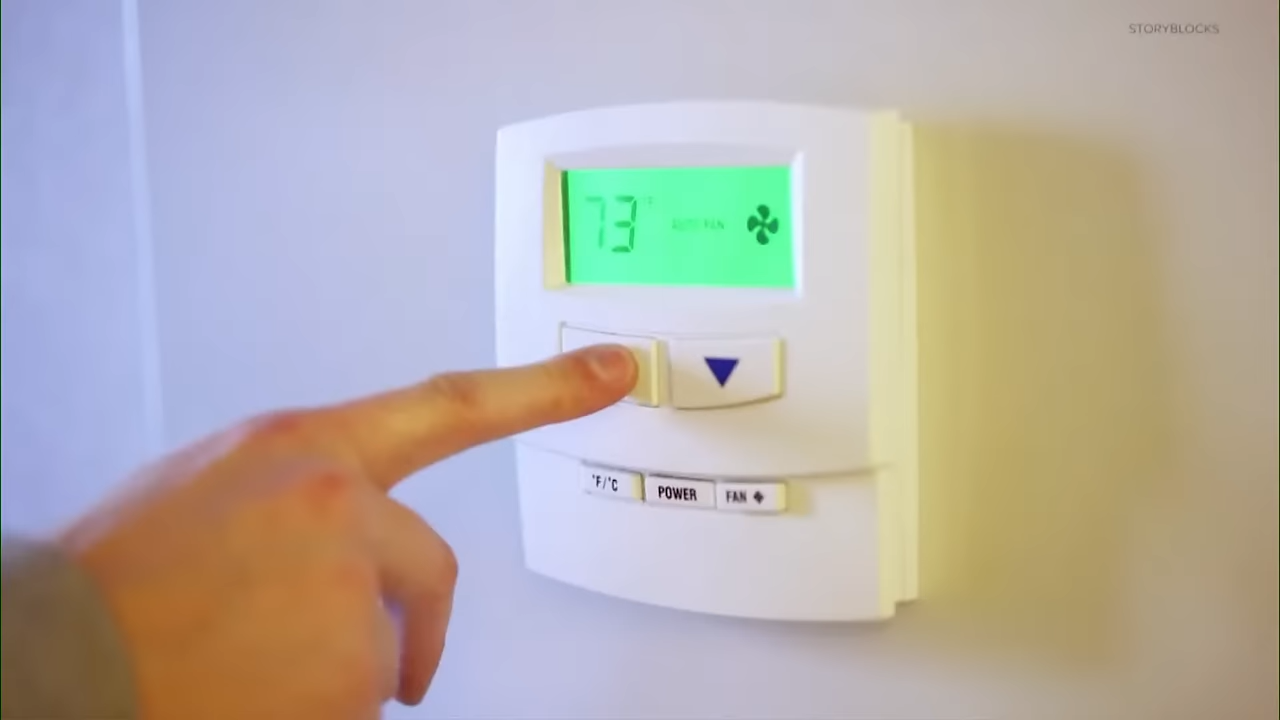 STORYBLOCKS
73 °F
AUTO FAN
°F/°C
POWER
FAN